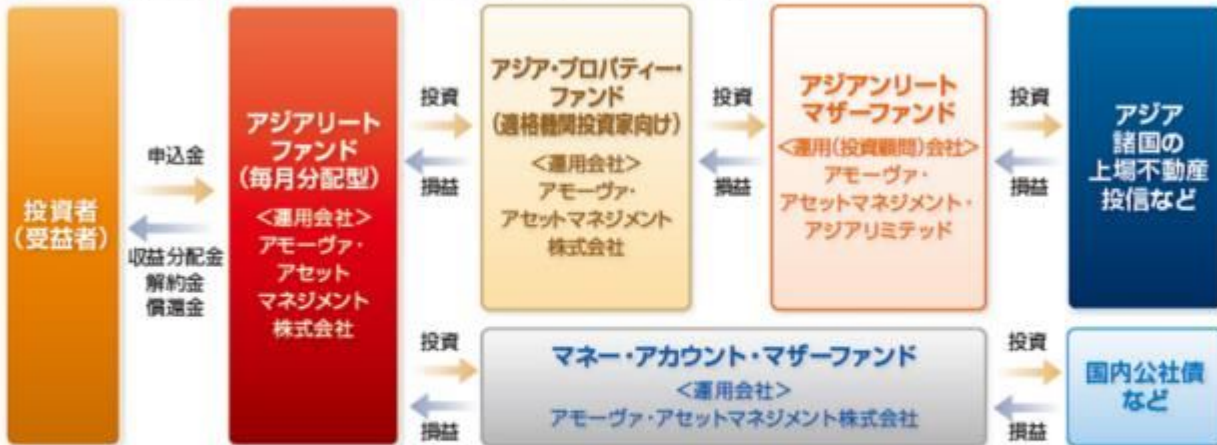 投資者
（受益者）
申込金
収益分配金
解約金
償還金
アジアリート
ファンド
（毎月分配型）
＜運用会社＞
アモーヴァ・
アセット
マネジメント
株式会社
投資
損益
アジア・プロパティー・
ファンド
（適格機関投資家向け）
＜運用会社＞
アモーヴァ・
アセットマネジメント
株式会社
投資
損益
アジアンリート
マザーファンド
＜運用（投資顧問）会社＞
アモーヴァ・
アセットマネジメント・
アジアリミテッド
投資
損益
アジア
諸国の
上場不動産
投信など
投資
損益
マネー・アカウント・マザーファンド
＜運用会社＞
アモーヴァ・アセットマネジメント株式会社
投資
損益
国内公社債
など